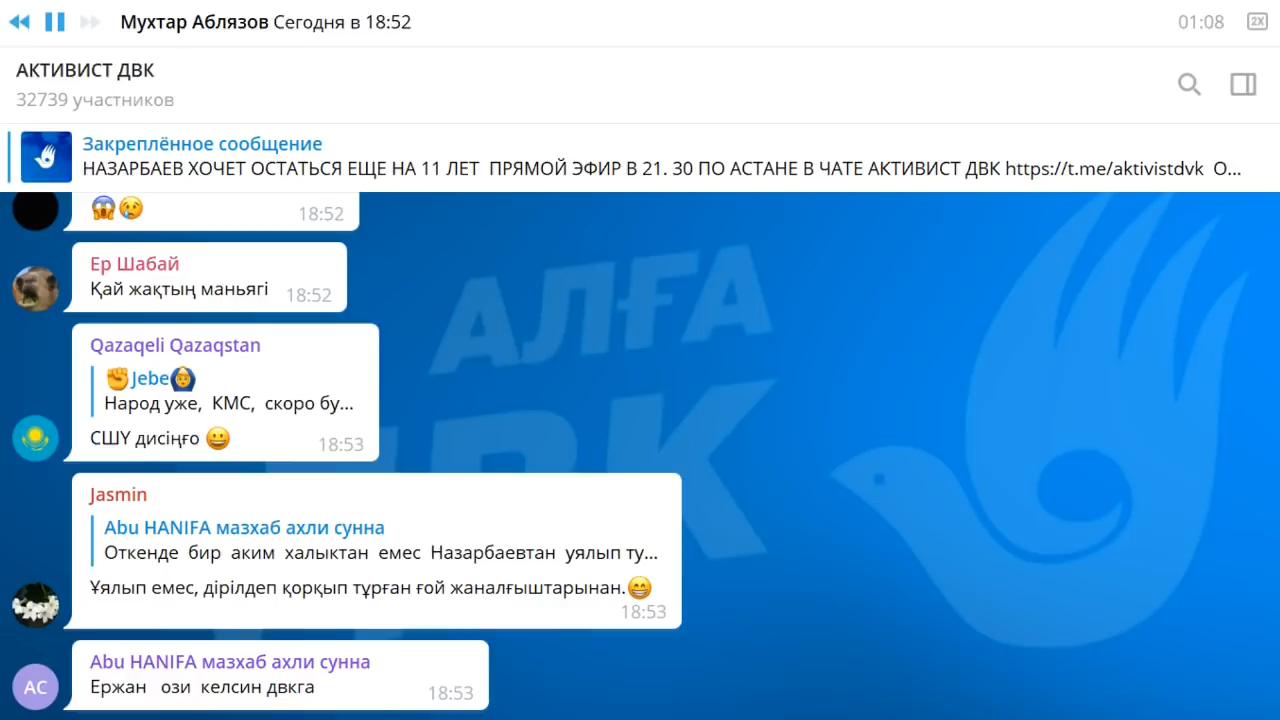 Мухтар Аблязов Сегодня в 18:52
01:08
2X
АКТИВИСТ ДВК
32739 участников
Закреплённое сообщение
НАЗАРБАЕВ ХОЧЕТ ОСТАТЬСЯ ЕЩЕ НА 11 ЛЕТ ПРЯМОЙ ЭФИР В 21. 30 ПО АСТАНЕ В ЧАТЕ АКТИВИСТ ДВК https://t.me/aktivistdvk О...
😱😢
18:52
Ер Шабай
Қай жақтың маньягі
18:52
Qazaqeli Qazaqstan
✊Jebe🙆
Народ уже, КМС, скоро бу...
СШҮ дисіңғо 😀
18:53
Jasmin
Abu HANIFA мазхаб ахли сунна
Откенде бир аким халыктан емес Назарбаевтан уялып ту...
Ұялып емес, дірілдеп қорқып тұрған ғой жаналғыштарынан.😁
18:53
Abu HANIFA мазхаб ахли сунна
АС
Ержан ози келсин двкга
18:53
АЛҒА
ДВК